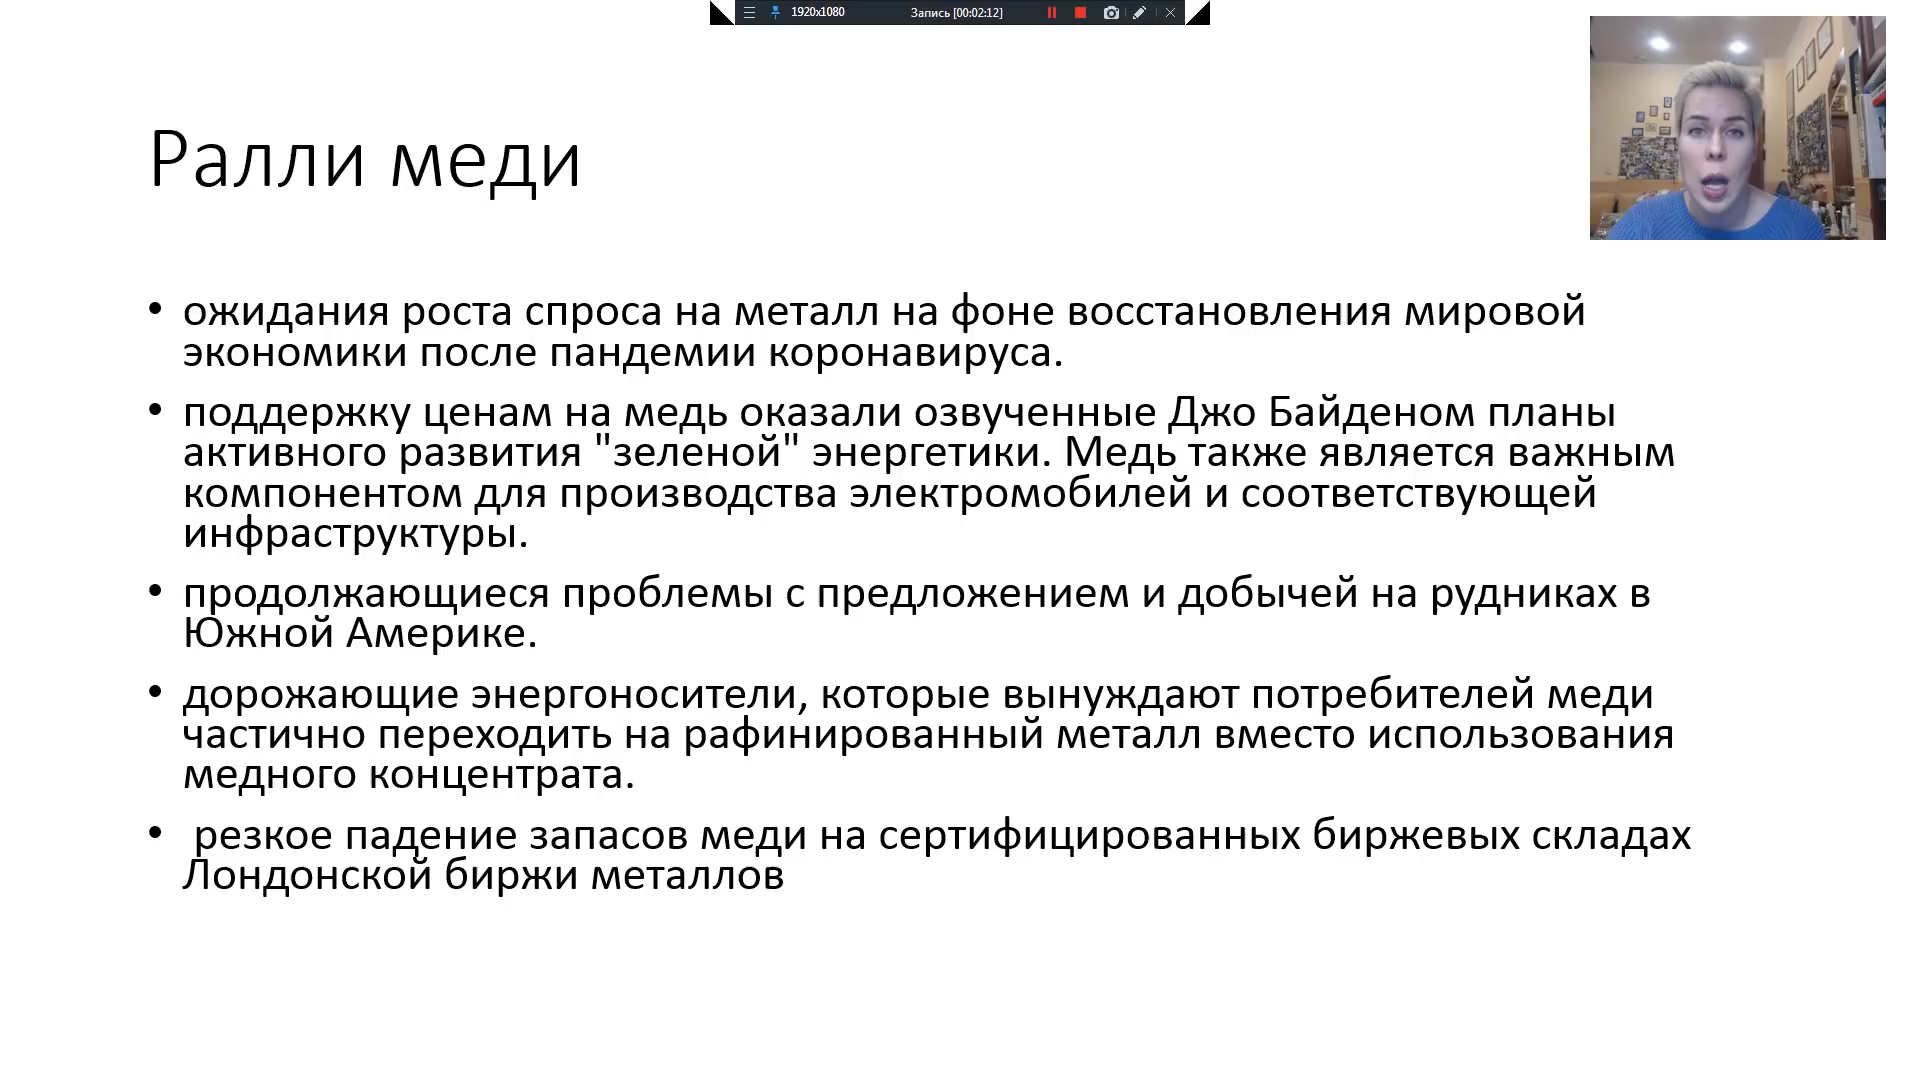 1920x1080 Запись [00:02:12]
Ралли меди
• ожидания роста спроса на металл на фоне восстановления мировой
экономики после пандемии коронавируса.
• поддержку ценам на медь оказали озвученные Джо Байденом планы
активного развития "зеленой" энергетики. Медь также является важным
компонентом для производства электромобилей и соответствующей
инфраструктуры.
• продолжающиеся проблемы с предложением и добычей на рудниках в
Южной Америке.
• дорожающие энергоносители, которые вынуждают потребителей меди
частично переходить на рафинированный металл вместо использования
медного концентрата.
• резкое падение запасов меди на сертифицированных биржевых складах
Лондонской биржи металлов